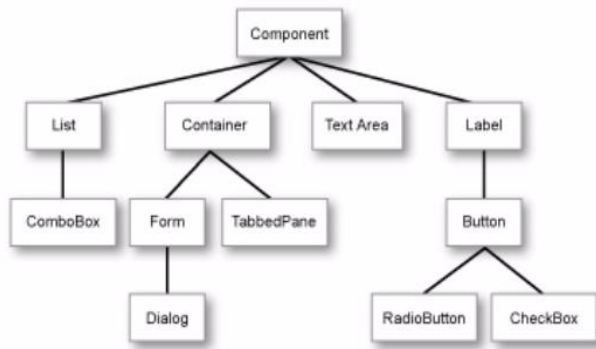 Component
List
Container
Text Area
Label
ComboBox
Form
TabbedPane
Button
Dialog
RadioButton
CheckBox